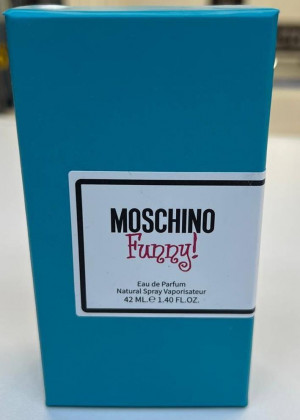 MOSCHINO
Funny!
Eau de Parfum
Natural Spray Vaporisateur
42 ML.℮ 1.40 FL.OZ.